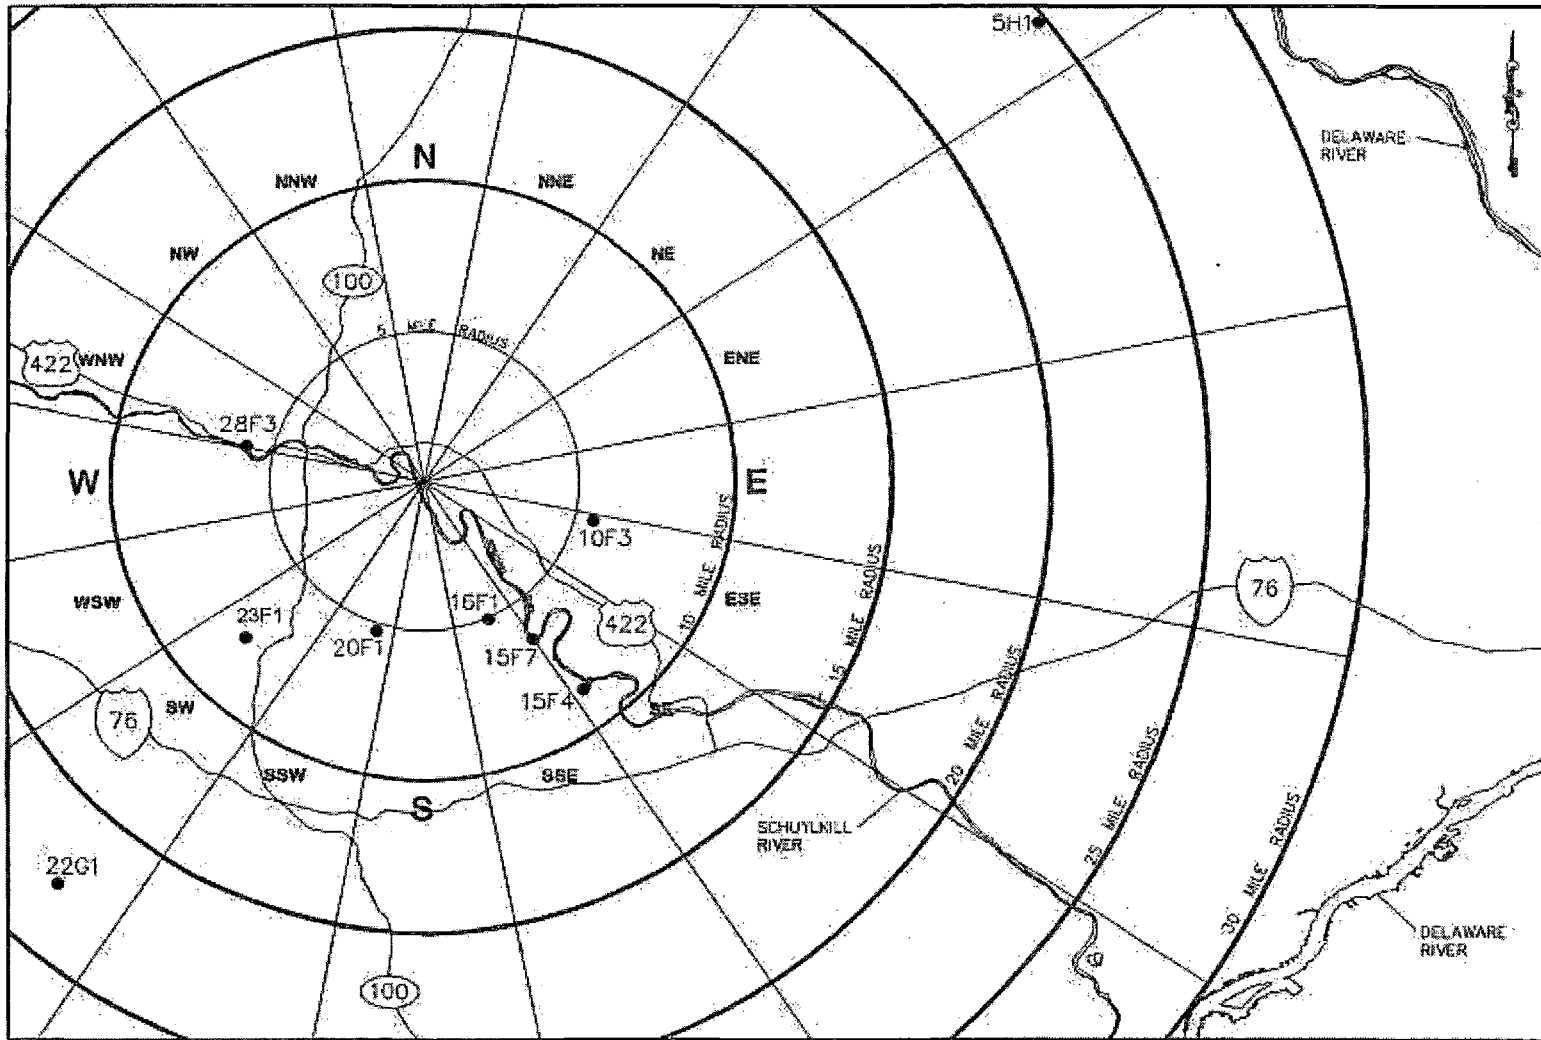 5H1
DELAWARE
RIVER
N
NNW
NNE
NW
NE
100
5 MILE RADIUS
422
WNW
ENE
28F3
W
E
10F3
10 MILE RADIUS
15 MILE RADIUS
20 MILE RADIUS
25 MILE RADIUS
30 MILE RADIUS
76
WSW
ESE
23F1
16F1
422
20F1
15F7
15F4
SW
SE
76
SSW
SSE
S
SCHUYLKILL
RIVER
22G1
DELAWARE
RIVER
100